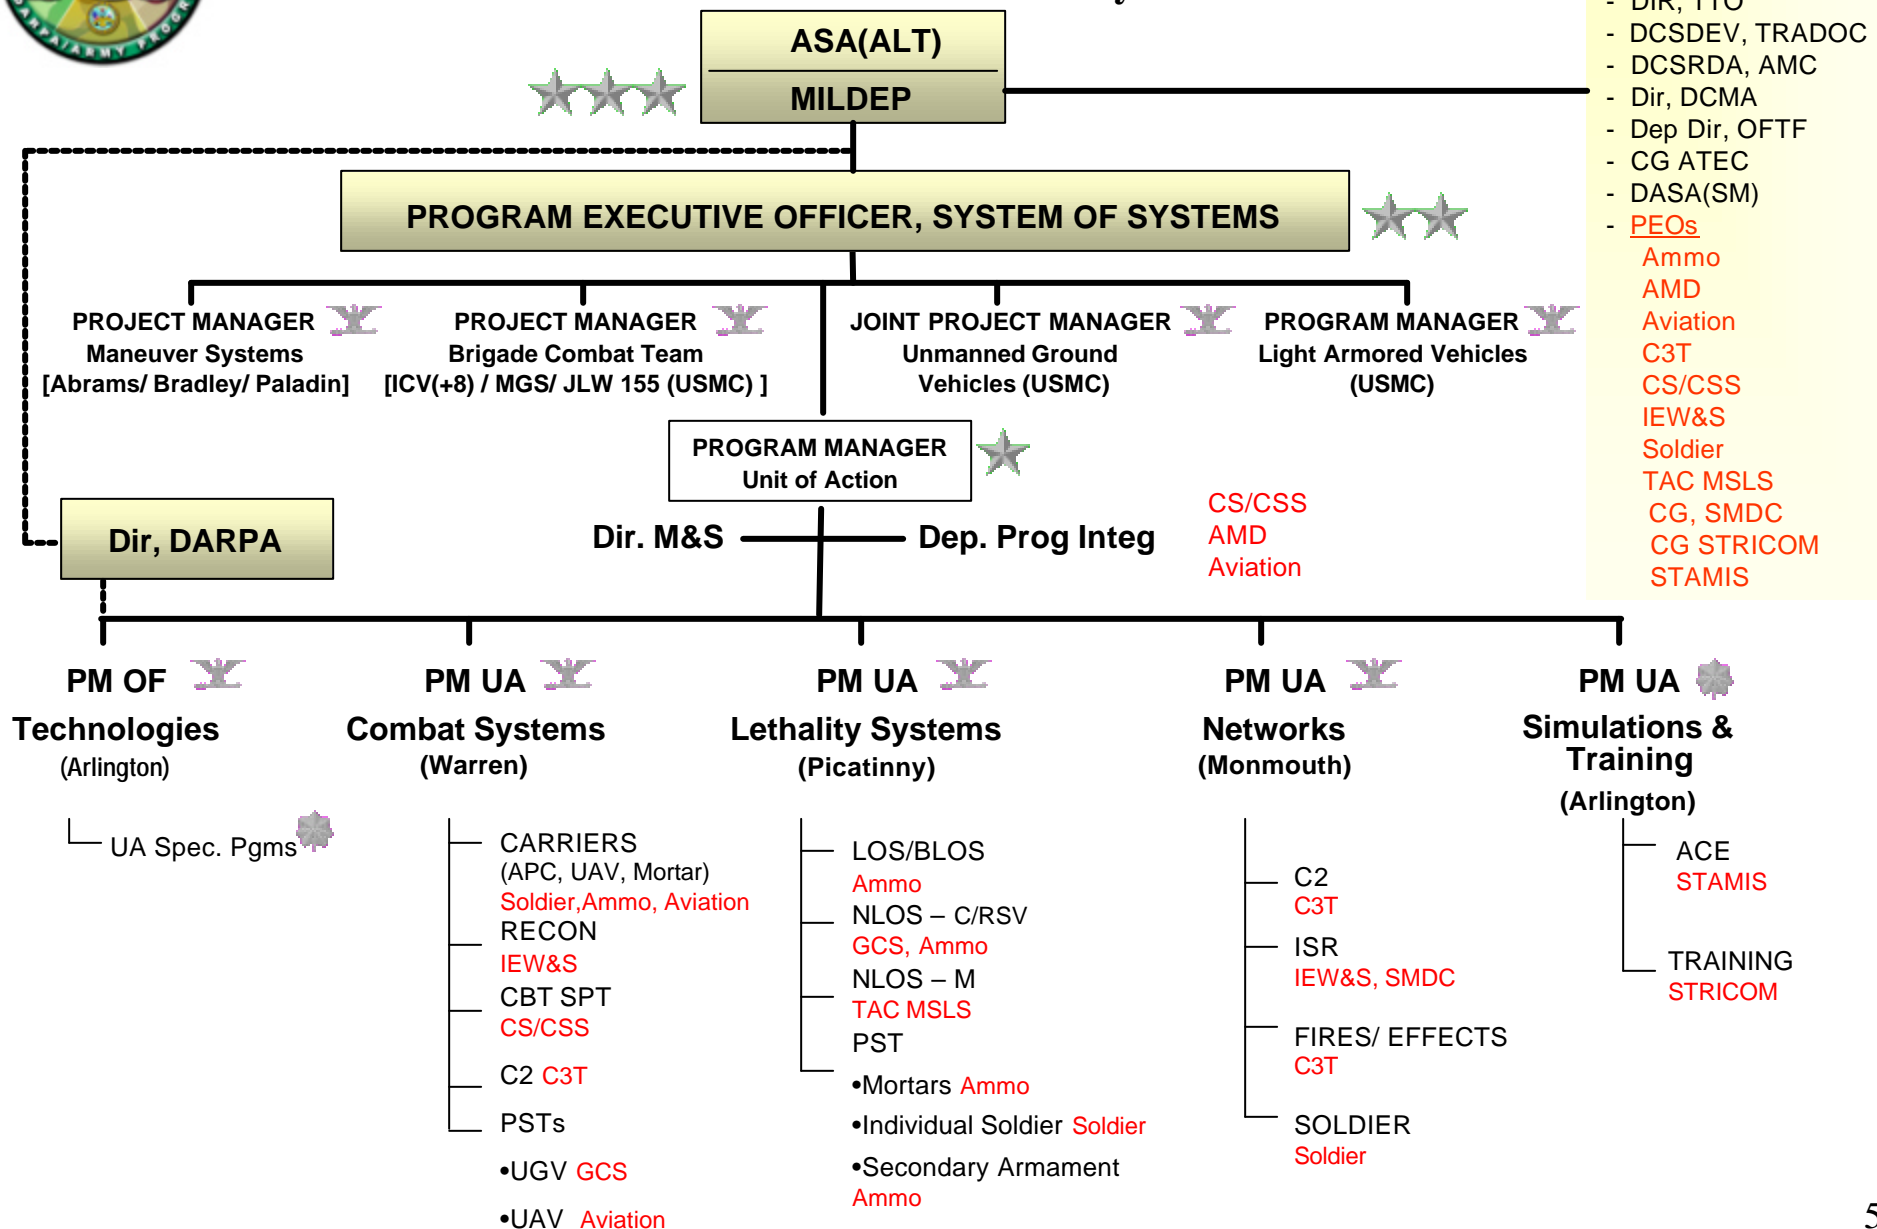 DARPA/ARMY PROGR
ASA(ALT)
MILDEP
- DIR, TTO
- DCSDEV, TRADOC
- DCSRDA, AMC
- Dir, DCMA
- Dep Dir, OFTF
- CG ATEC
- DASA(SM)
- PEOs
Ammo
AMD
Aviation
C3T
CS/CSS
IEW&S
Soldier
TAC MSLS
CG, SMDC
CG STRICOM
STAMIS
PROGRAM EXECUTIVE OFFICER, SYSTEM OF SYSTEMS
PROJECT MANAGER
Maneuver Systems
[Abrams/ Bradley/ Paladin]
PROJECT MANAGER
Brigade Combat Team
[ICV(+8) / MGS/ JLW 155 (USMC) ]
JOINT PROJECT MANAGER
Unmanned Ground
Vehicles (USMC)
PROGRAM MANAGER
Light Armored Vehicles
(USMC)
PROGRAM MANAGER
Unit of Action
Dir, DARPA
Dir. M&S
Dep. Prog Integ
CS/CSS
AMD
Aviation
PM OF
Technologies
(Arlington)
UA Spec. Pgms
PM UA
Combat Systems
(Warren)
CARRIERS
(APC, UAV, Mortar)
Soldier,Ammo, Aviation
RECON
IEW&S
CBT SPT
CS/CSS
C2 C3T
PSTs
•UGV GCS
•UAV Aviation
PM UA
Lethality Systems
(Picatinny)
LOS/BLOS
Ammo
NLOS – C/RSV
GCS, Ammo
NLOS – M
TAC MSLS
PST
•Mortars Ammo
•Individual Soldier Soldier
•Secondary Armament
Ammo
PM UA
Networks
(Monmouth)
C2
C3T
ISR
IEW&S, SMDC
FIRES/ EFFECTS
C3T
SOLDIER
Soldier
PM UA
Simulations &
Training
(Arlington)
ACE
STAMIS
TRAINING
STRICOM
5